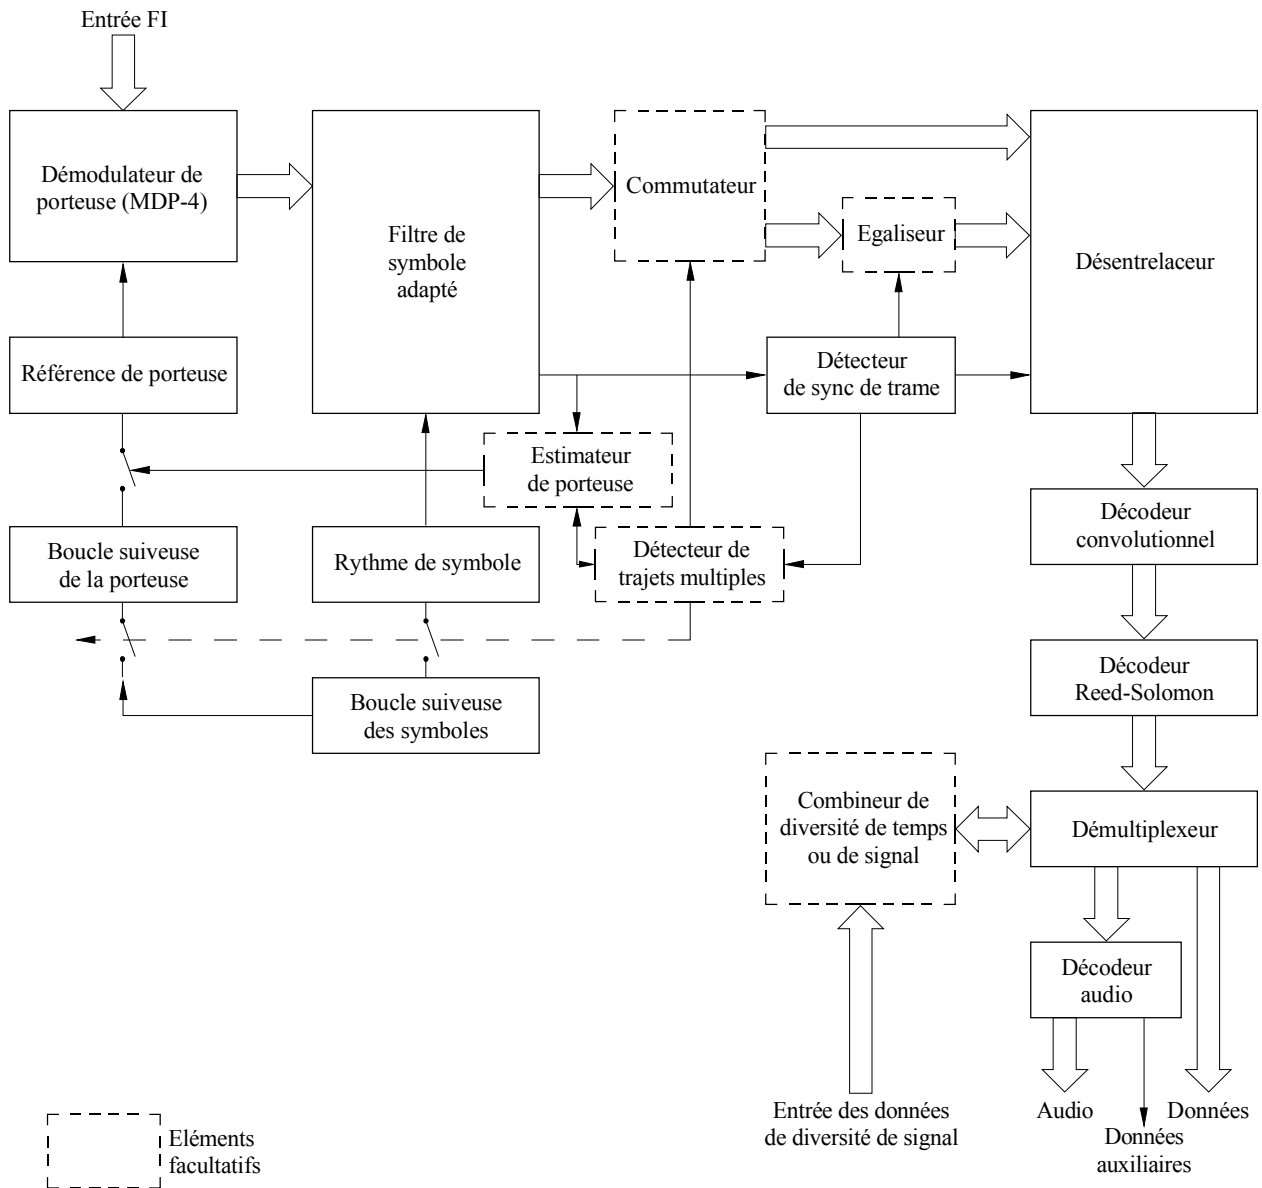 Entrée FI
Démodulateur de
porteuse (MDP-4)
Filtre de
symbole
adapté
Commutateur
Egaliseur
Désentrelaceur
Référence de porteuse
Détecteur
de sync de trame
Estimateur
de porteuse
Boucle suiveuse
de la porteuse
Rythme de symbole
Détecteur de
trajets multiples
Décodeur
convolutionnel
Boucle suiveuse
des symboles
Décodeur
Reed-Solomon
Combineur de
diversité de temps
ou de signal
Démultiplexeur
Décodeur
audio
Entrée des données
de diversité de signal
Audio
Données
Données
auxiliaires
Eléments
facultatifs